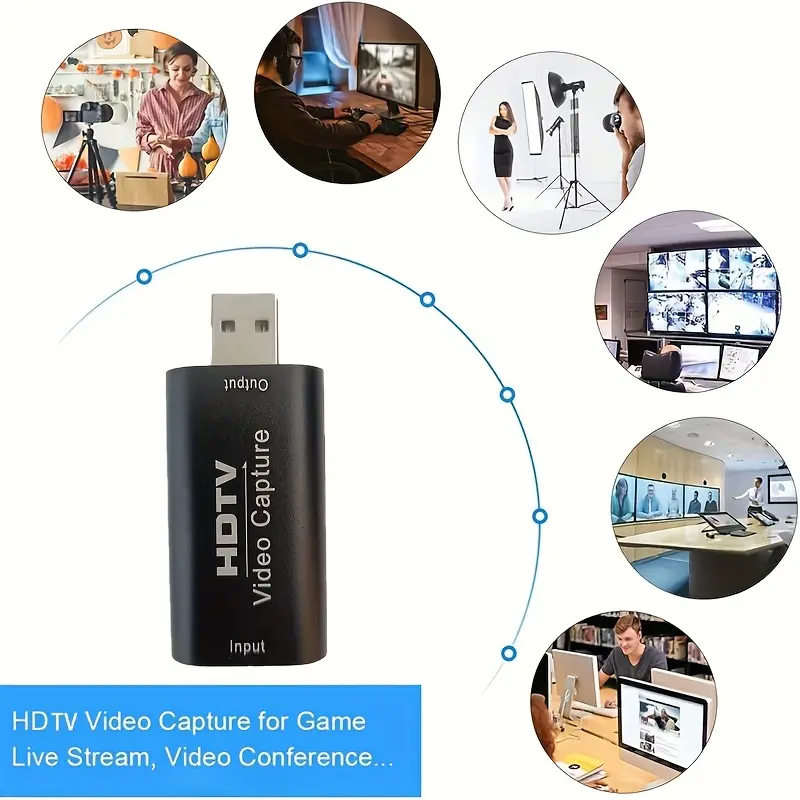 Output
HDTV
Video Capture
Input
HDTV Video Capture for Game
Live Stream, Video Conference...